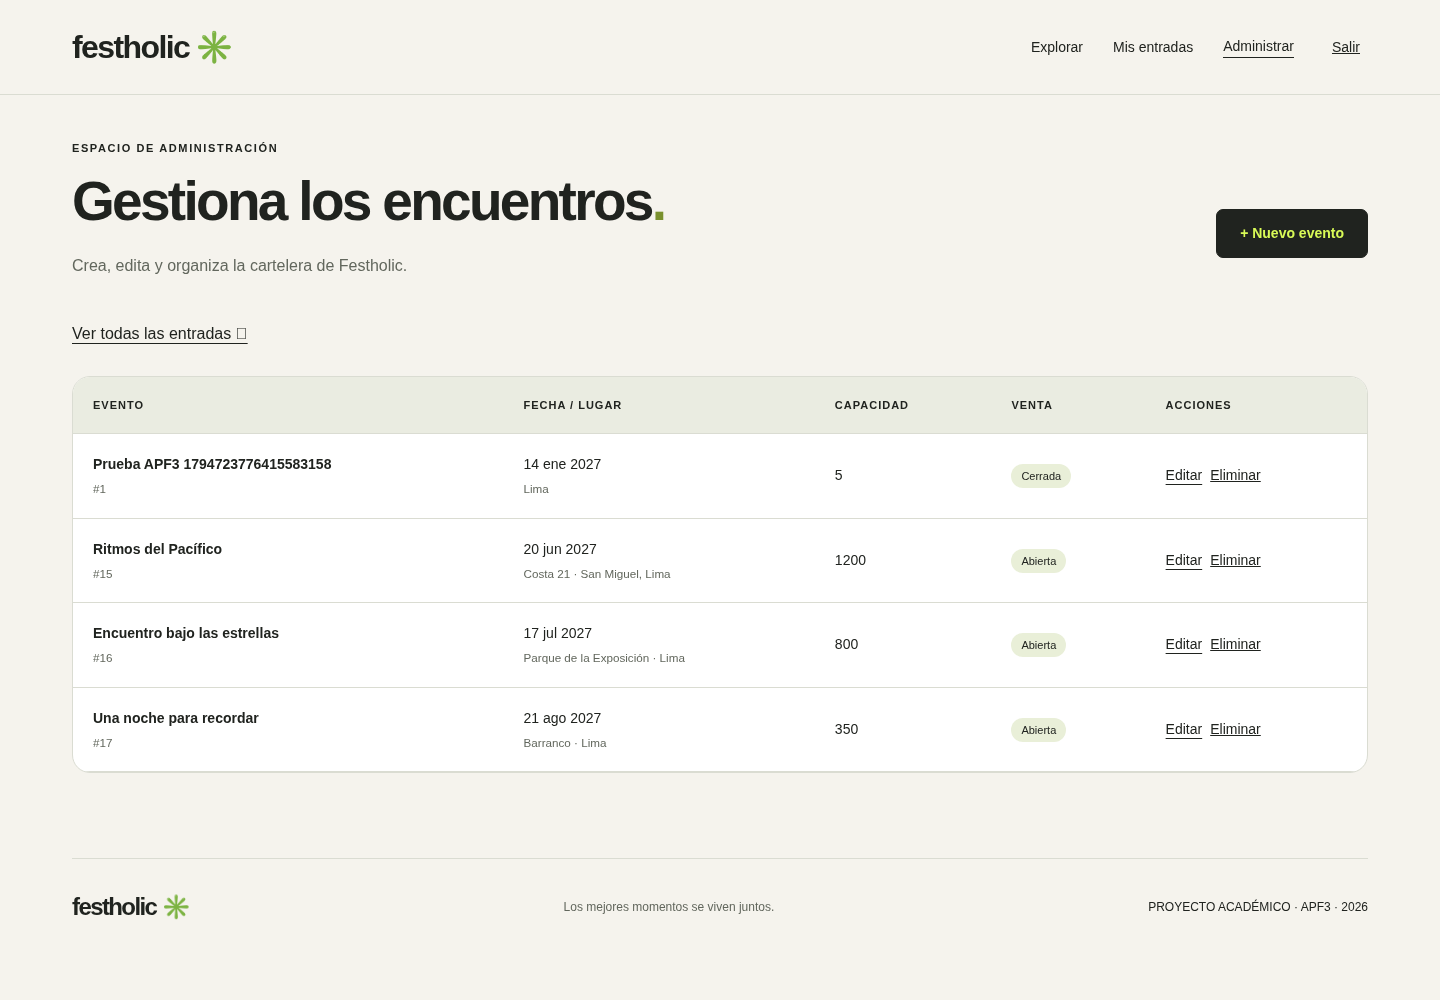 festholic
Explorar Mis entradas Administrar Salir
ESPACIO DE ADMINISTRACIÓN
Gestiona los encuentros.
+ Nuevo evento
Crea, edita y organiza la cartelera de Festholic.
Ver todas las entradas
EVENTO FECHA / LUGAR CAPACIDAD VENTA ACCIONES
Prueba APF3 1794723776415583158 14 ene 2027 5 Cerrada Editar Eliminar
#1 Lima
Ritmos del Pacífico 20 jun 2027 1200 Abierta Editar Eliminar
#15 Costa 21 · San Miguel, Lima
Encuentro bajo las estrellas 17 jul 2027 800 Abierta Editar Eliminar
#16 Parque de la Exposición · Lima
Una noche para recordar 21 ago 2027 350 Abierta Editar Eliminar
#17 Barranco · Lima
festholic Los mejores momentos se viven juntos. PROYECTO ACADÉMICO · APF3 · 2026